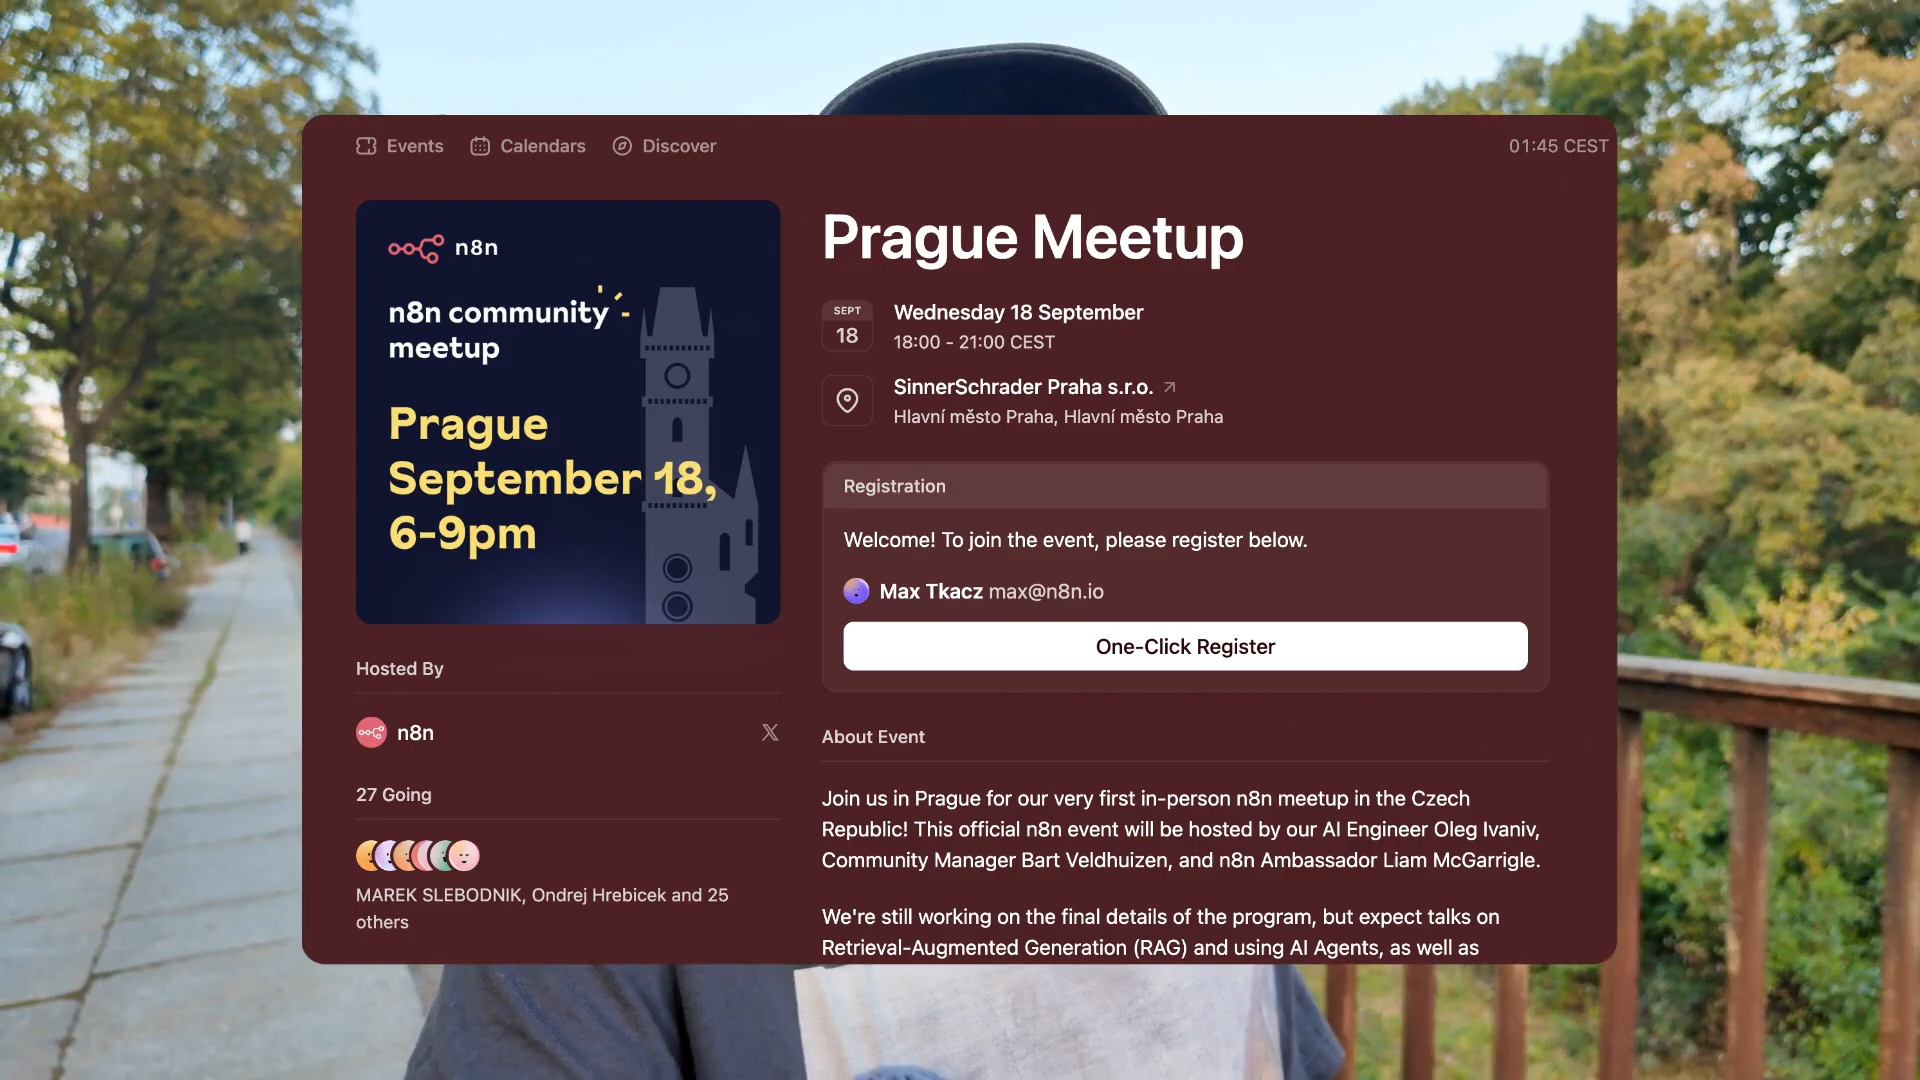 Events
Calendars
Discover
01:45 CEST
n8n
n8n community
meetup
Prague
September 18,
6-9pm
Hosted By
n8n
27 Going
MAREK SLEBODNIK, Ondrej Hrebicek and 25
others
Prague Meetup
SEPT
18
Wednesday 18 September
18:00 - 21:00 CEST
SinnerSchrader Praha s.r.o.
Hlavní město Praha, Hlavní město Praha
Registration
Welcome! To join the event, please register below.
Max Tkacz max@n8n.io
One-Click Register
About Event
Join us in Prague for our very first in-person n8n meetup in the Czech
Republic! This official n8n event will be hosted by our AI Engineer Oleg Ivaniv,
Community Manager Bart Veldhuizen, and n8n Ambassador Liam McGarrigle.
We're still working on the final details of the program, but expect talks on
Retrieval-Augmented Generation (RAG) and using AI Agents, as well as